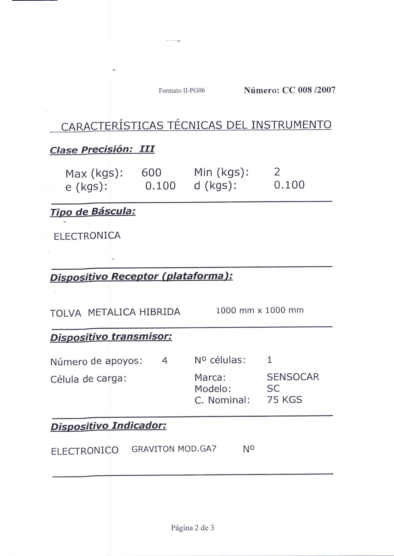 Formato II-PG06 Número: CC 008 /2007
CARACTERÍSTICAS TÉCNICAS DEL INSTRUMENTO
Clase Precisión: III
Max (kgs): 600 Min (kgs): 2
e (kgs): 0.100 d (kgs): 0.100
Tipo de Báscula:
ELECTRONICA
Dispositivo Receptor (plataforma):
TOLVA METALICA HIBRIDA 1000 mm x 1000 mm
Dispositivo transmisor:
Número de apoyos: 4 Nº células: 1
Célula de carga: Marca: SENSOCAR
Modelo: SC
C. Nominal: 75 KGS
Dispositivo Indicador:
ELECTRONICO GRAVITON MOD.GA7 Nº
Página 2 de 3